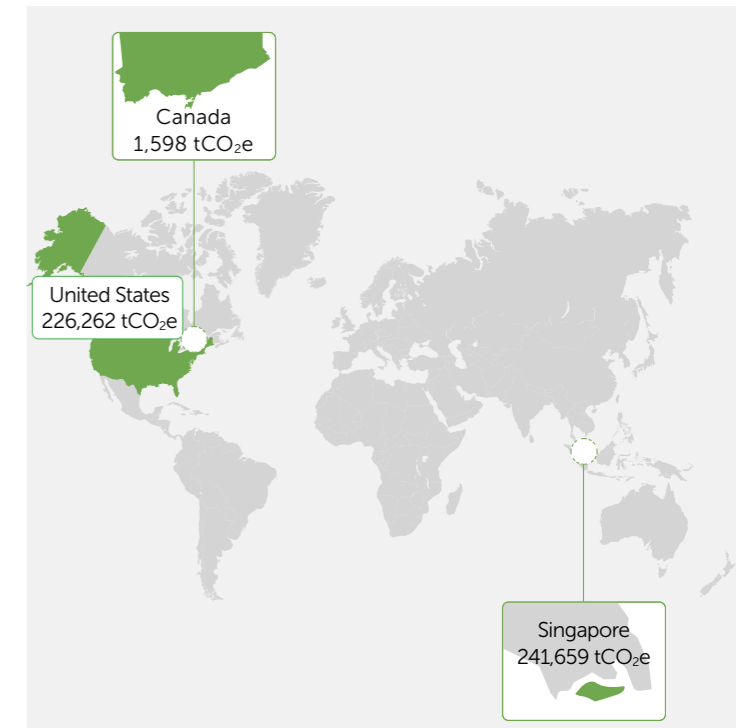 Canada
1,598 tCO₂e
United States
226,262 tCO₂e
Singapore
241,659 tCO₂e